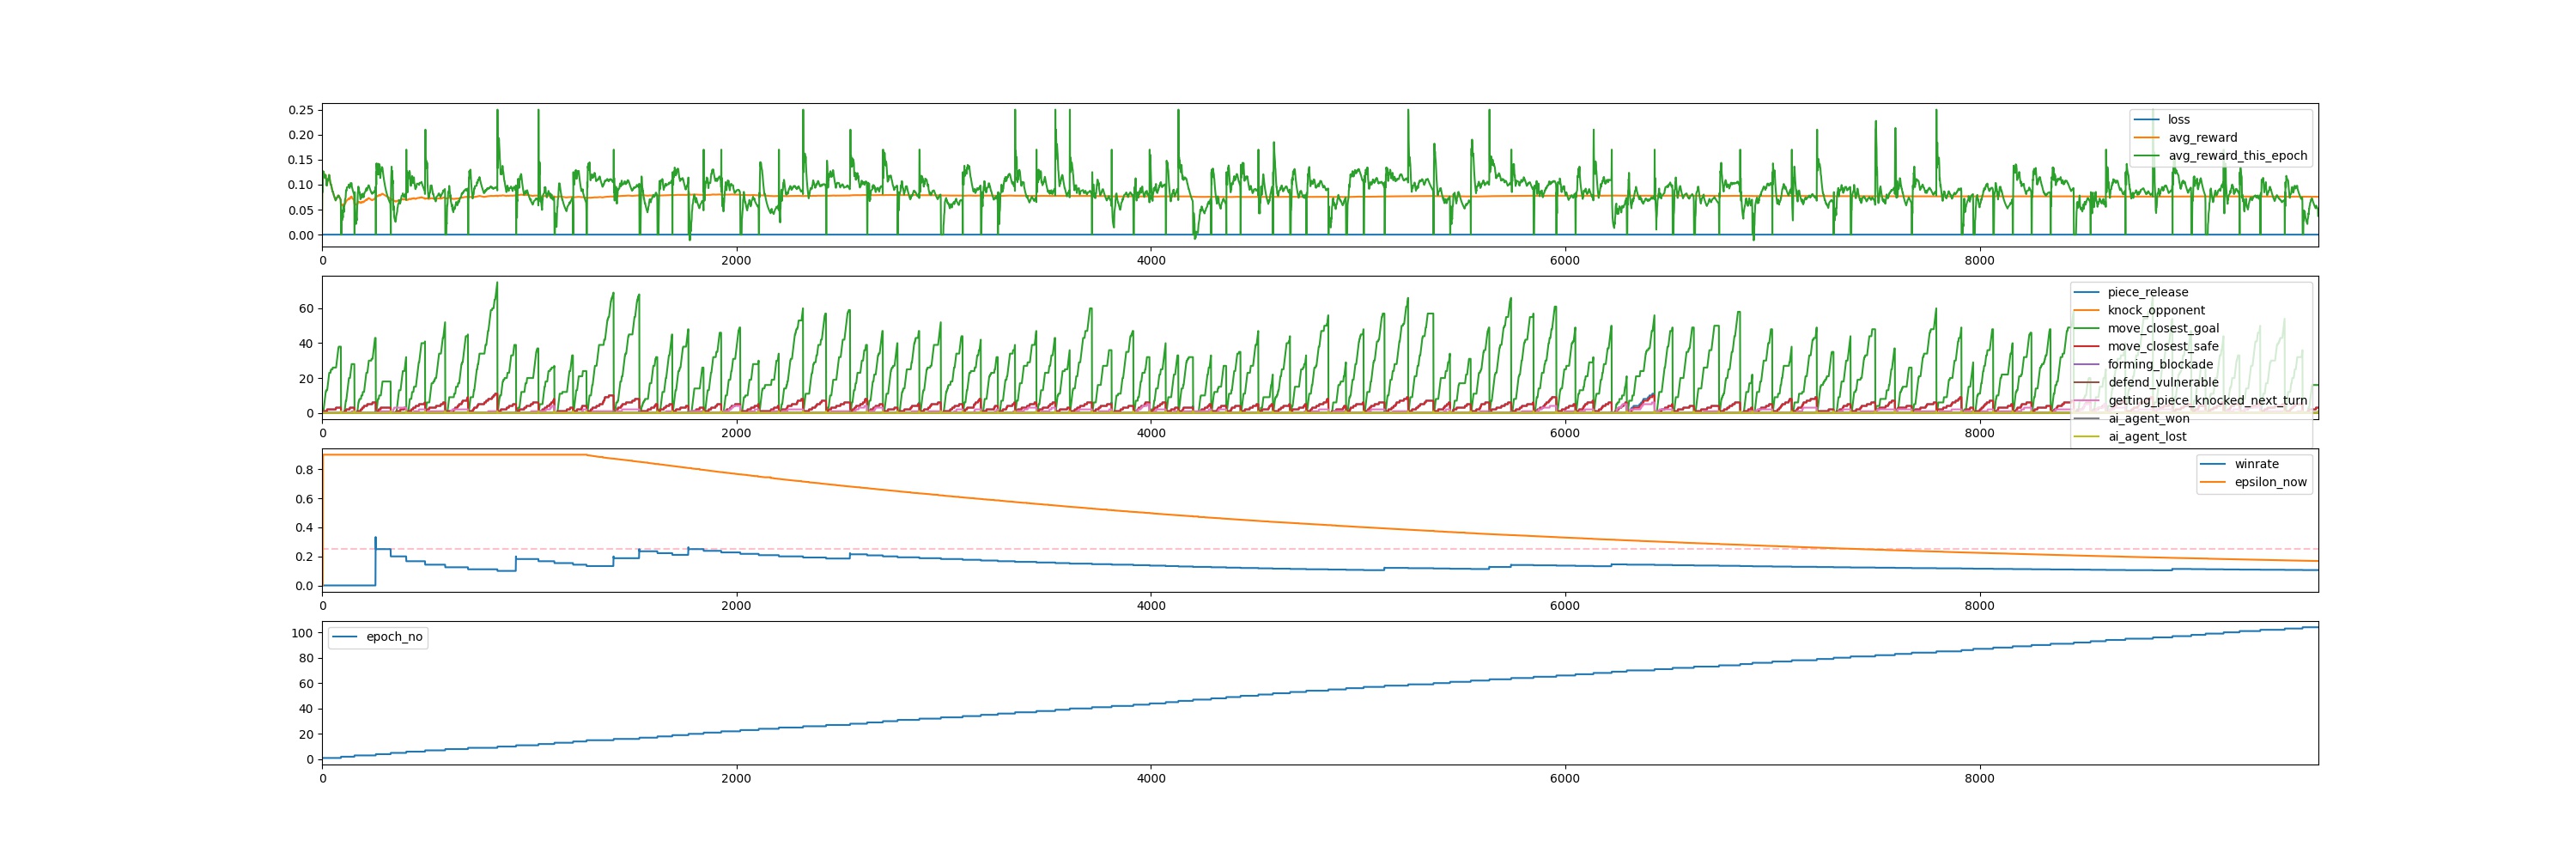 0.25
0.20
0.15
0.10
0.05
0.00
loss
avg_reward
avg_reward_this_epoch
0 2000 4000 6000 8000
60
40
20
0
piece_release
knock_opponent
move_closest_goal
move_closest_safe
forming_blockade
defend_vulnerable
getting_piece_knocked_next_turn
ai_agent_won
ai_agent_lost
0 2000 4000 6000 8000
0.8
0.6
0.4
0.2
0.0
winrate
epsilon_now
0 2000 4000 6000 8000
100
80
60
40
20
0
epoch_no
0 2000 4000 6000 8000